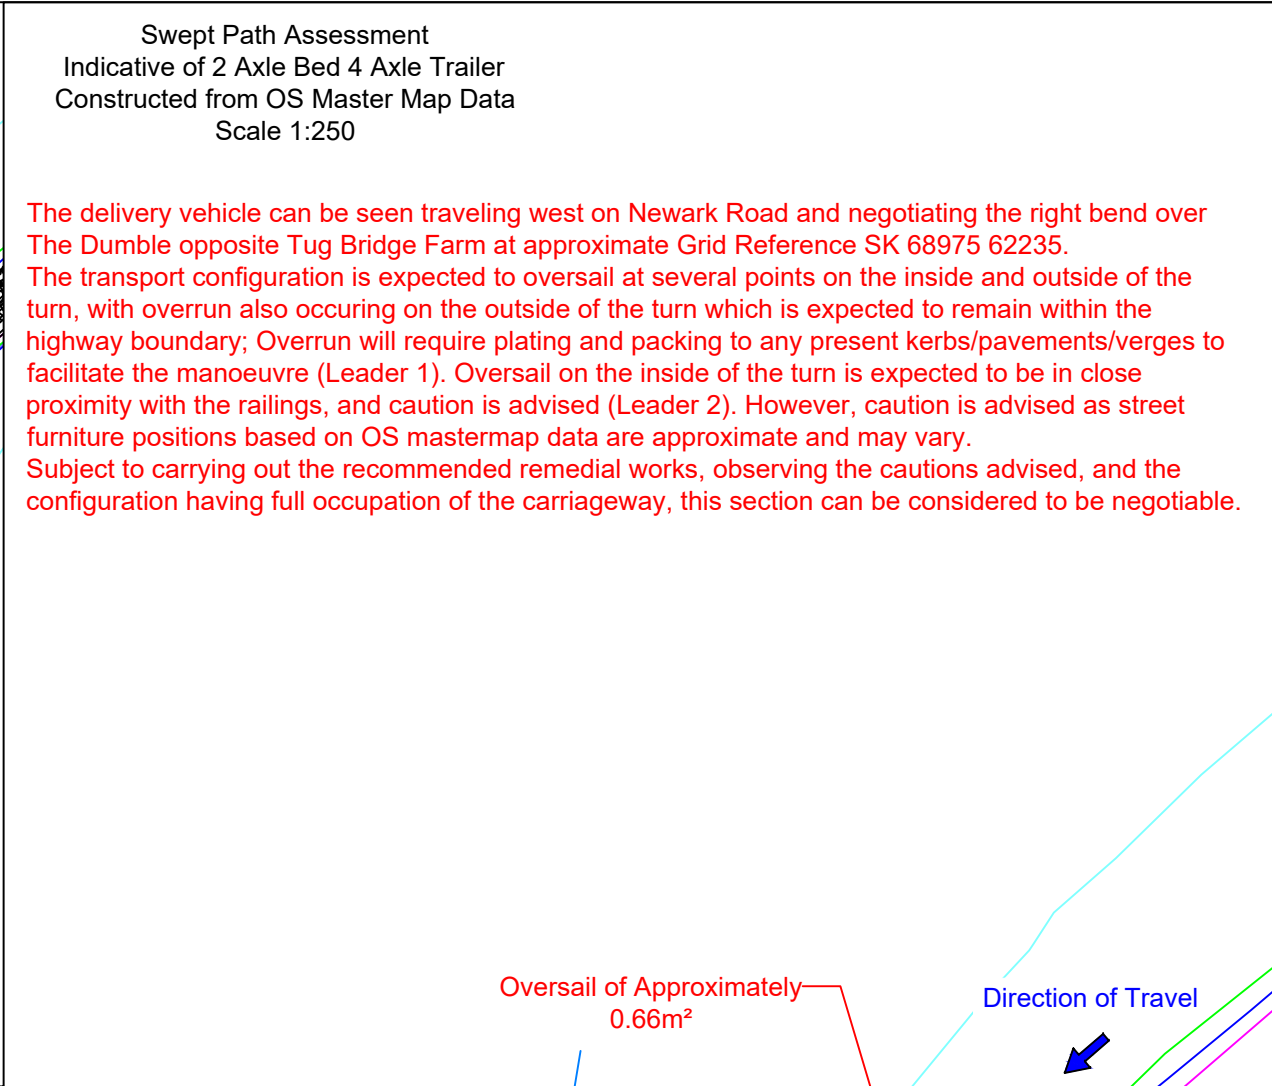 Swept Path Assessment
Indicative of 2 Axle Bed 4 Axle Trailer
Constructed from OS Master Map Data
Scale 1:250
The delivery vehicle can be seen traveling west on Newark Road and negotiating the right bend over
The Dumble opposite Tug Bridge Farm at approximate Grid Reference SK 68975 62235.
The transport configuration is expected to oversail at several points on the inside and outside of the
turn, with overrun also occuring on the outside of the turn which is expected to remain within the
highway boundary; Overrun will require plating and packing to any present kerbs/pavements/verges to
facilitate the manoeuvre (Leader 1). Oversail on the inside of the turn is expected to be in close
proximity with the railings, and caution is advised (Leader 2). However, caution is advised as street
furniture positions based on OS mastermap data are approximate and may vary.
Subject to carrying out the recommended remedial works, observing the cautions advised, and the
configuration having full occupation of the carriageway, this section can be considered to be negotiable.
Oversail of Approximately
0.66m²
Direction of Travel